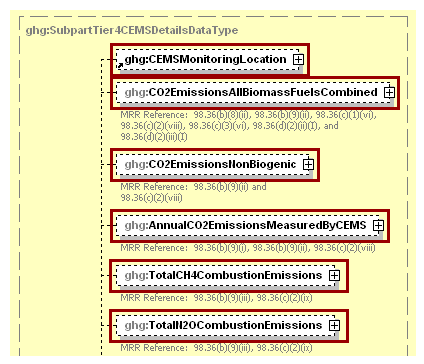 ghg:SubpartTier4CEMSDetailsDataType
ghg:CEMSMonitoringLocation
ghg:CO2EmissionsAllBiomassFuelsCombined
MRR Reference: 98.36(b)(8)(ii), 98.36(b)(9)(ii), 98.36(c)(1)(vi),
98.36(c)(2)(viii), 98.36(c)(3)(vi), 98.36(d)(2)(ii)(I), and
98.36(d)(2)(iii)(I)
ghg:CO2EmissionsNonBiogenic
MRR Reference: 98.36(b)(9)(ii) and
98.36(c)(2)(viii)
ghg:AnnualCO2EmissionsMeasuredByCEMS
MRR Reference: 98.36(b)(9)(i), 98.36(b)(9)(ii), 98.36(c)(2)(viii)
ghg:TotalCH4CombustionEmissions
MRR Reference: 98.36(b)(9)(iii), 98.36(c)(2)(ix)
ghg:TotalN2OCombustionEmissions
MRR Reference: 98.36(b)(9)(iii), 98.36(c)(2)(ix)